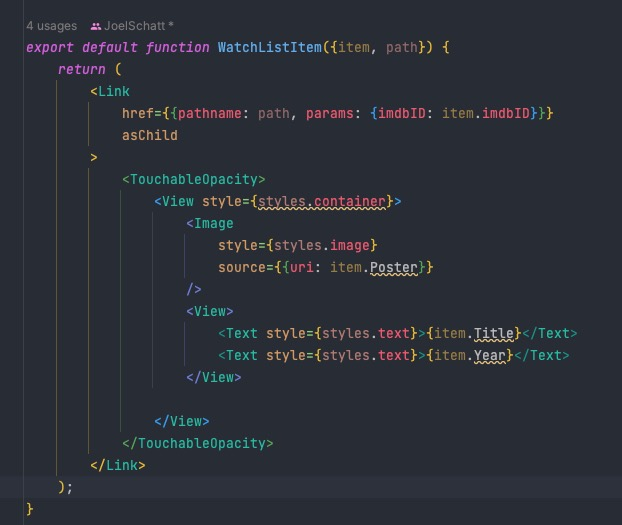 4 usages JoelSchatt *
export default function WatchListItem({item, path}) {
return (
<Link
href={{pathname: path, params: {imdbID: item.imdbID}}}
asChild
>
<TouchableOpacity>
<View style={styles.container}>
<Image
style={styles.image}
source={{uri: item.Poster}}
/>
<View>
<Text style={styles.text}>{item.Title}</Text>
<Text style={styles.text}>{item.Year}</Text>
</View>
</View>
</TouchableOpacity>
</Link>
);
}